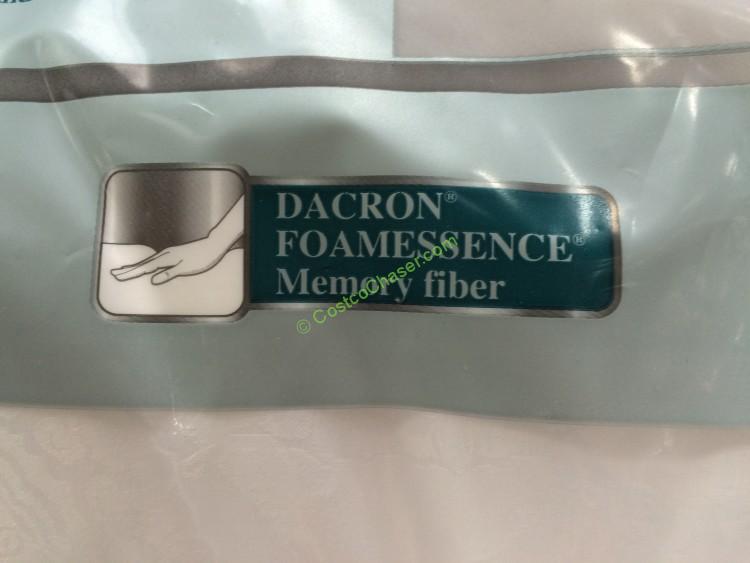 DACRON®
FOAMESSENCE®
Memory fiber
© CostcoChaser.com